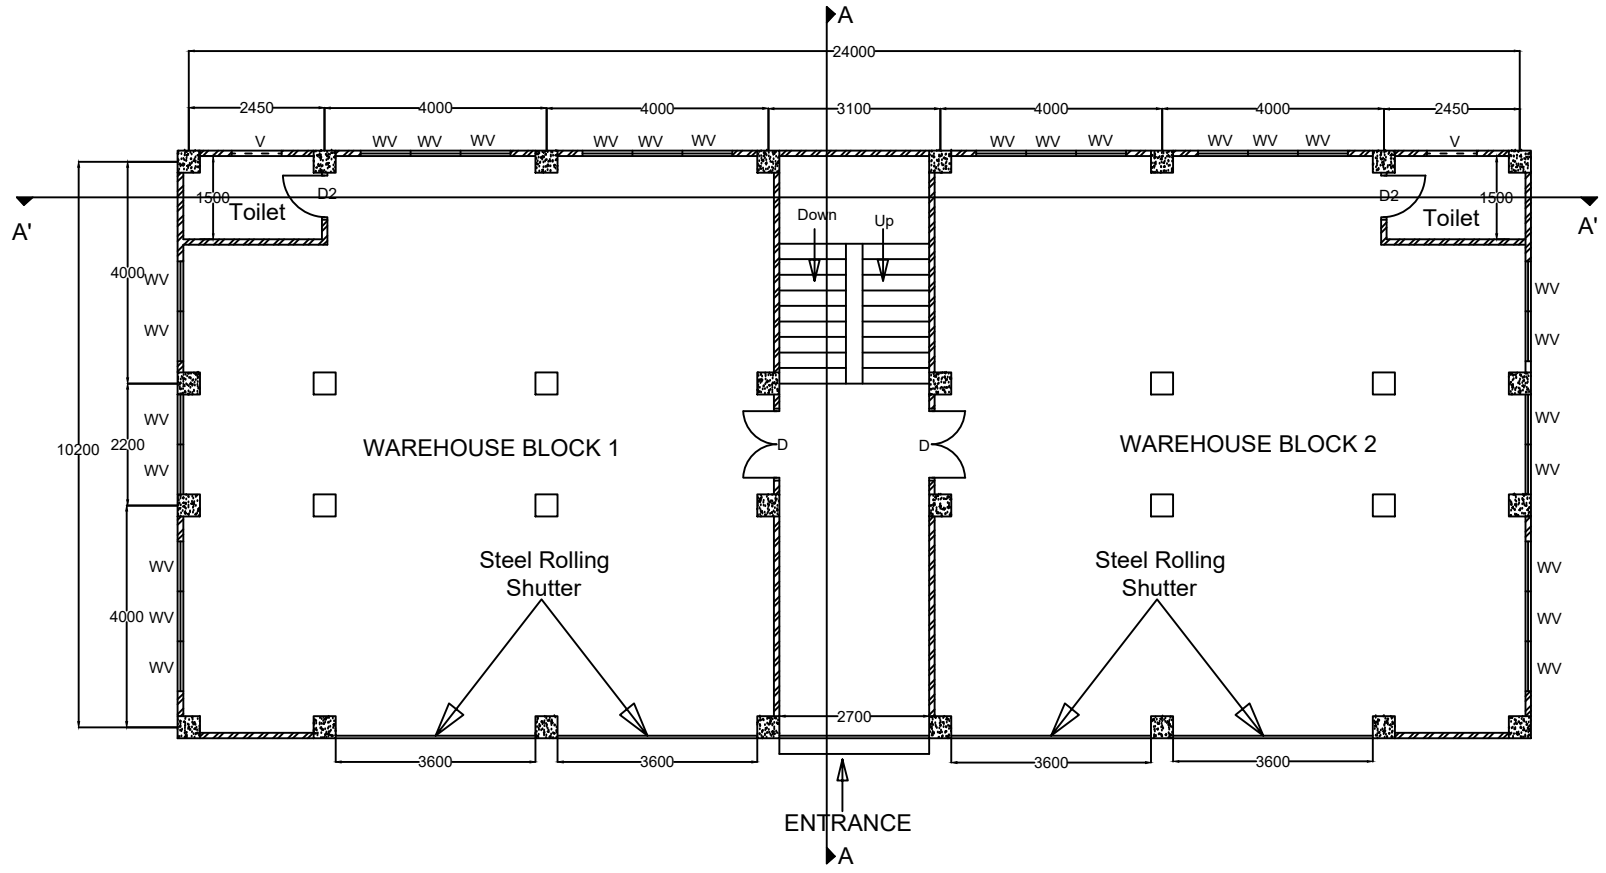 A
24000
2450 4000 4000 3100 4000 4000 2450
V WV WV WV WV WV WV WV WV WV WV WV WV V
1500 D2 D2 1500
Toilet Down Up Toilet
A' A'
4000 WV WV
WV WV
WV WV
10200 2200 WAREHOUSE BLOCK 1 D D WAREHOUSE BLOCK 2
WV WV
Steel Rolling
Shutter
Steel Rolling
Shutter
WV WV
4000 WV WV
WV WV
2700
3600 3600 3600 3600
ENTRANCE
A